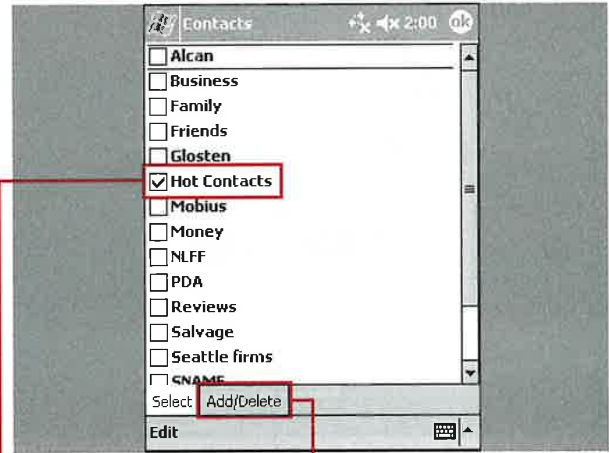 Contacts 2:00 ok
Alcan
Business
Family
Friends
Glosten
Hot Contacts
Mobius
Money
NLFF
PDA
Reviews
Salvage
Seattle firms
SNAME
Select Add/Delete
Edit